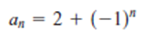 aₙ = 2 + (−1)ⁿ